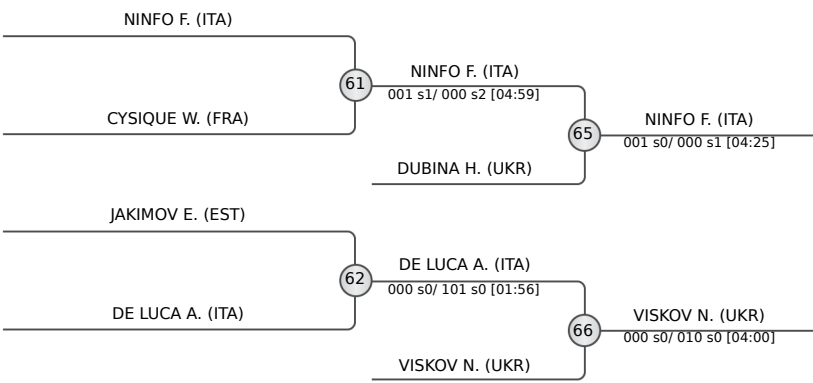 NINFO F. (ITA)
61
NINFO F. (ITA)
001 s1/ 000 s2 [04:59]
CYSIQUE W. (FRA)
65
NINFO F. (ITA)
001 s0/ 000 s1 [04:25]
DUBINA H. (UKR)
JAKIMOV E. (EST)
62
DE LUCA A. (ITA)
000 s0/ 101 s0 [01:56]
DE LUCA A. (ITA)
66
VISKOV N. (UKR)
000 s0/ 010 s0 [04:00]
VISKOV N. (UKR)